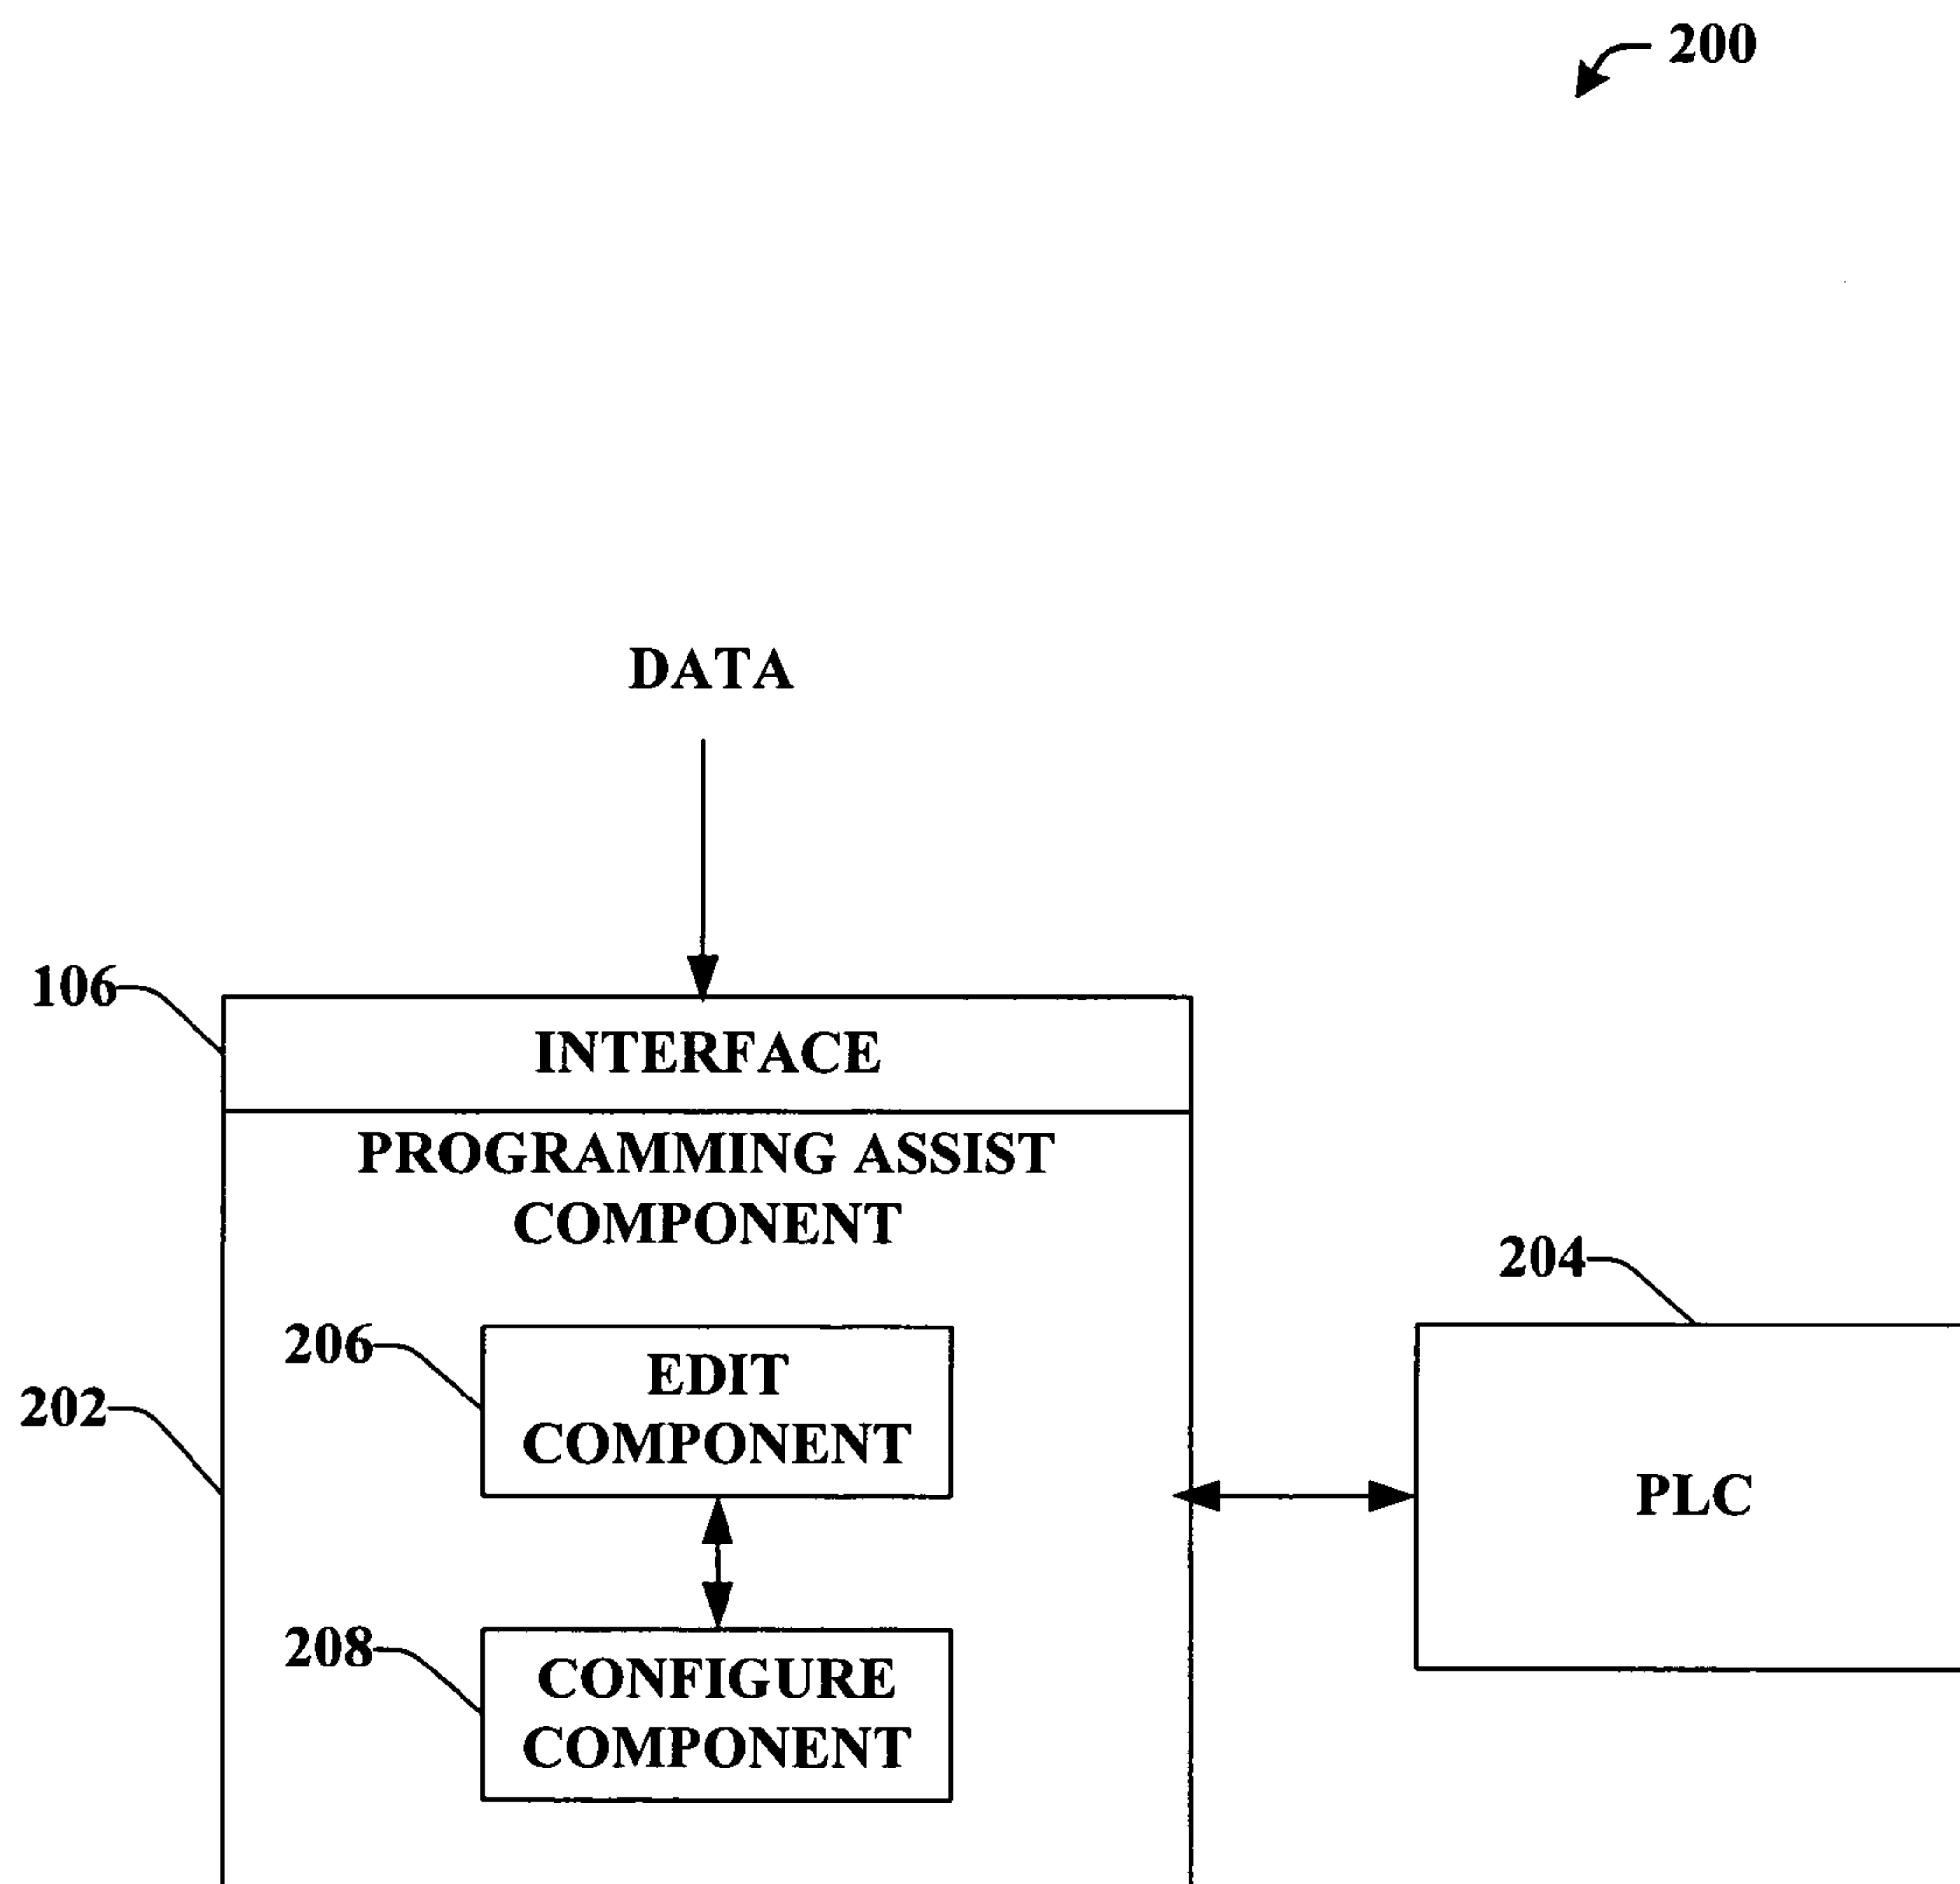 200
DATA
106
INTERFACE
PROGRAMMING ASSIST
COMPONENT
204
206
EDIT
COMPONENT
202
PLC
208
CONFIGURE
COMPONENT